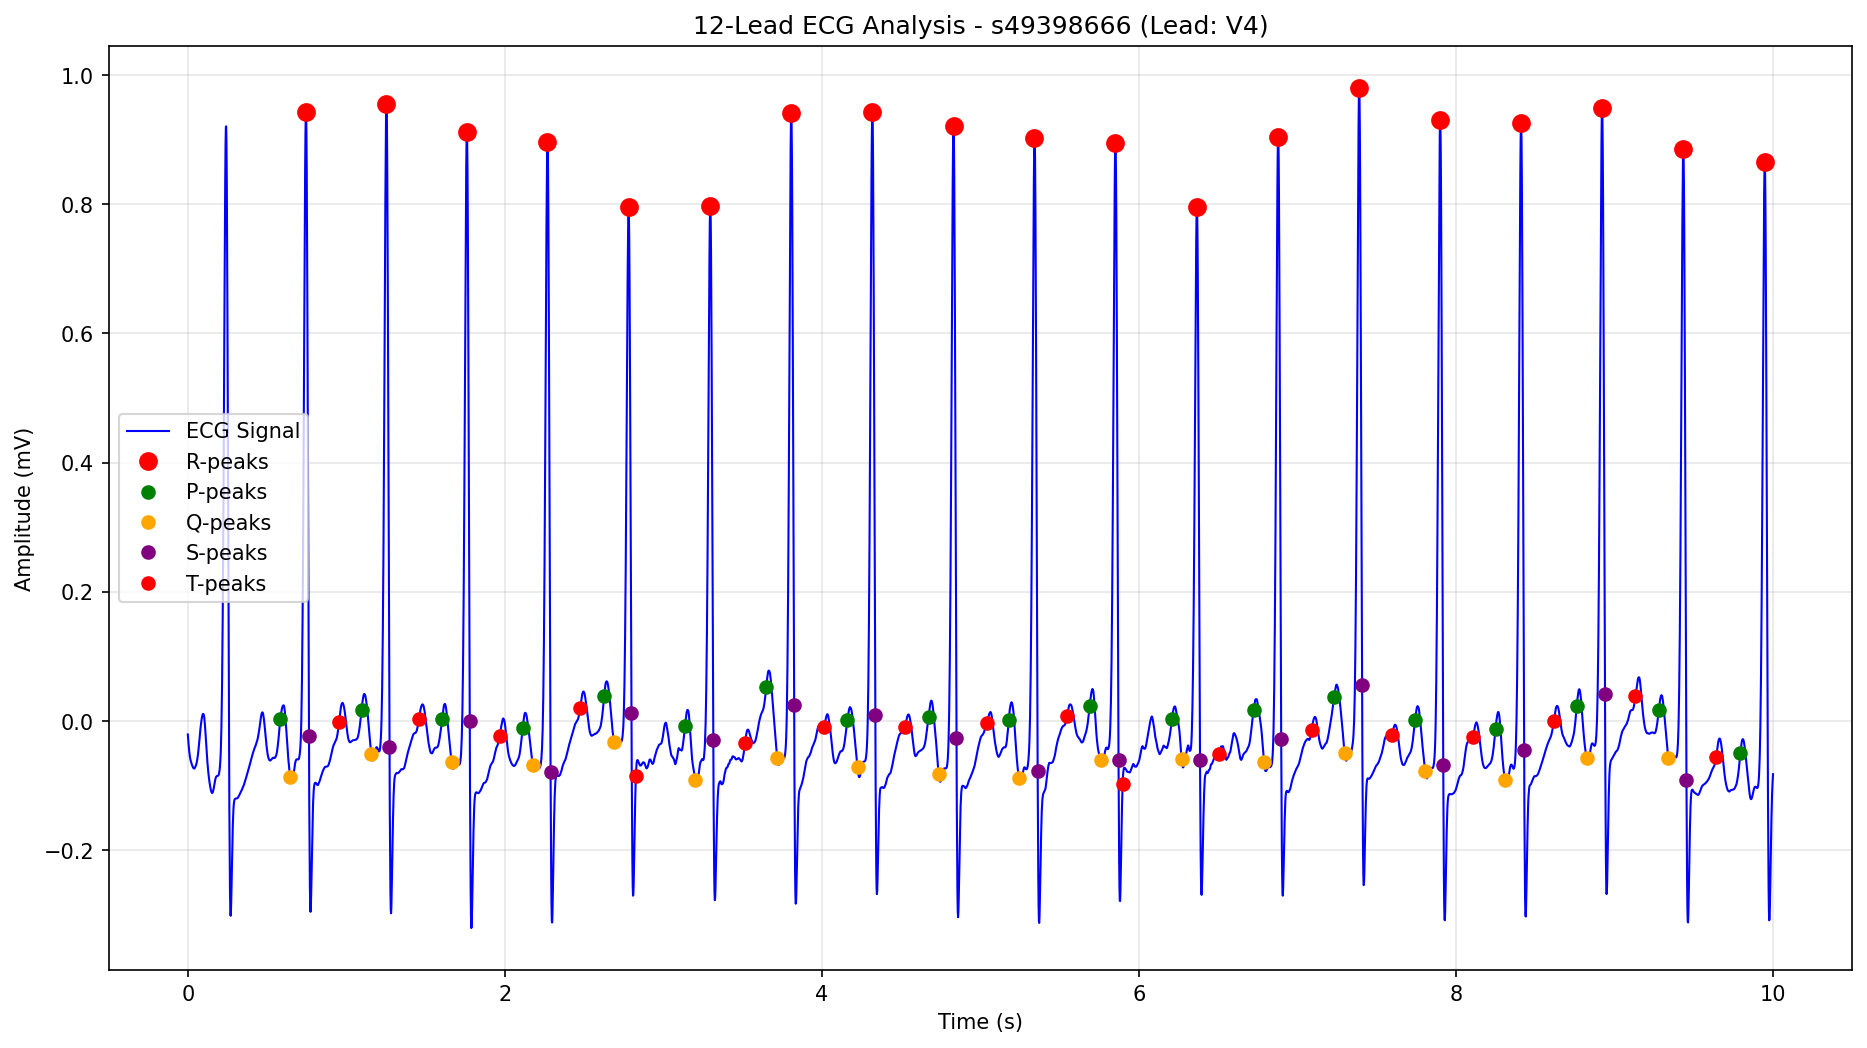 12-Lead ECG Analysis - s49398666 (Lead: V4)
1.0
0.8
0.6
0.4
0.2
0.0
−0.2
Amplitude (mV)
ECG Signal
R-peaks
P-peaks
Q-peaks
S-peaks
T-peaks
0 2 4 6 8 10
Time (s)